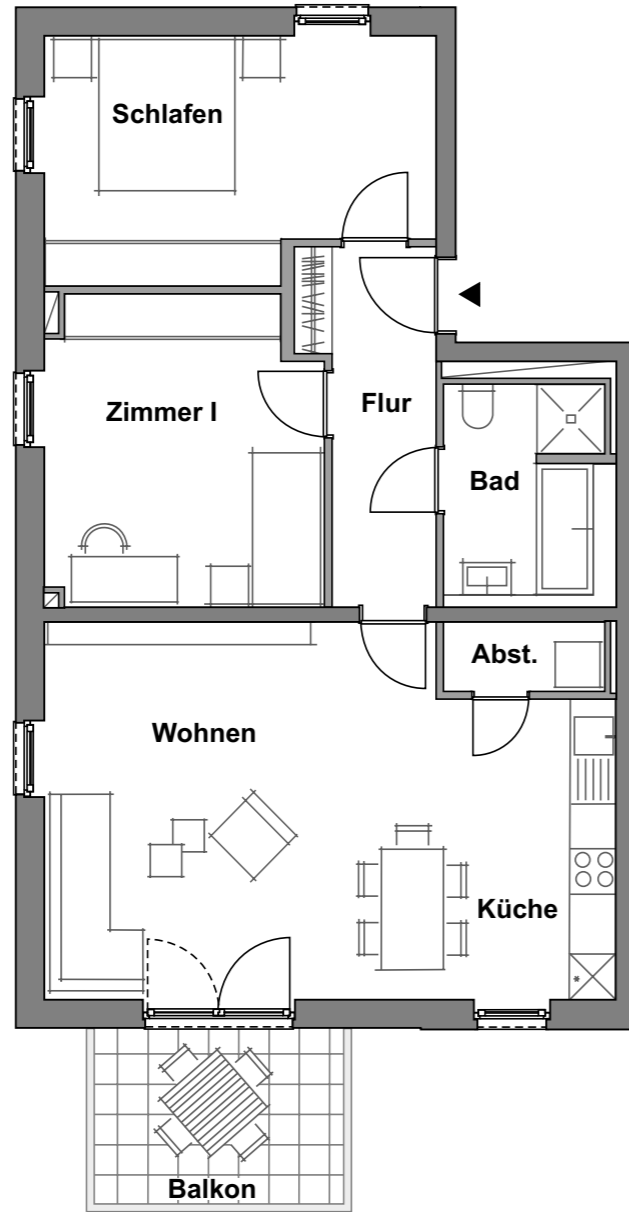 Schlafen
Zimmer I
Flur
Bad
Abst.
Wohnen
Küche
*
Balkon